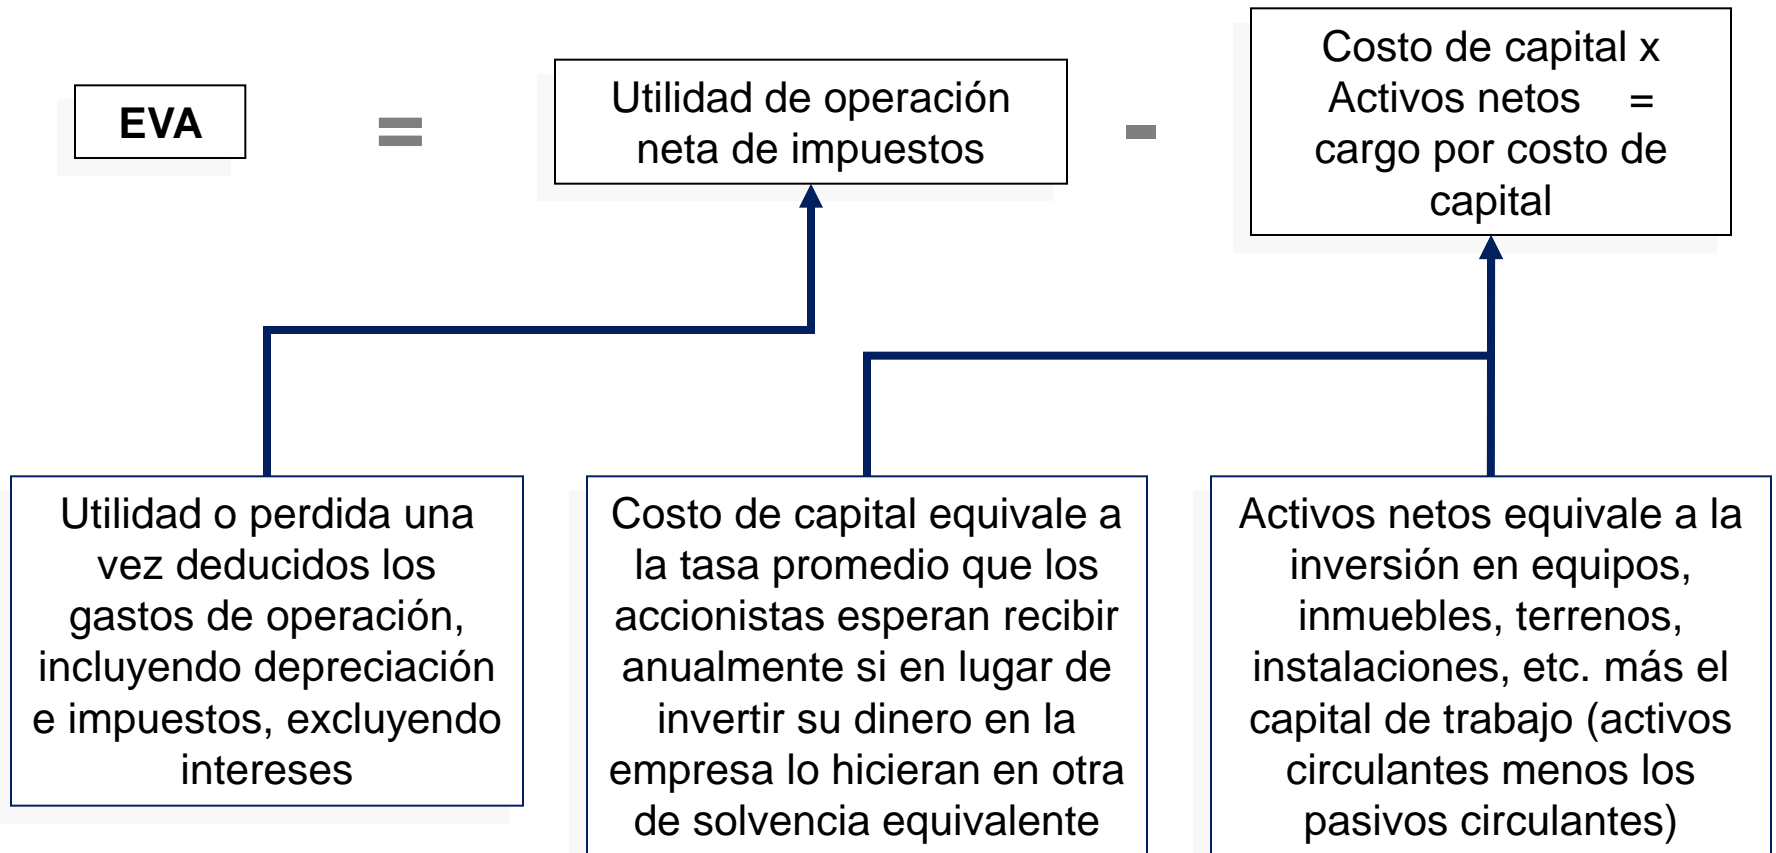 EVA
=
Utilidad de operación
neta de impuestos
-
Costo de capital x
Activos netos =
cargo por costo de
capital
Utilidad o perdida una
vez deducidos los
gastos de operación,
incluyendo depreciación
e impuestos, excluyendo
intereses
Costo de capital equivale a
la tasa promedio que los
accionistas esperan recibir
anualmente si en lugar de
invertir su dinero en la
empresa lo hicieran en otra
de solvencia equivalente
Activos netos equivale a la
inversión en equipos,
inmuebles, terrenos,
instalaciones, etc. más el
capital de trabajo (activos
circulantes menos los
pasivos circulantes)